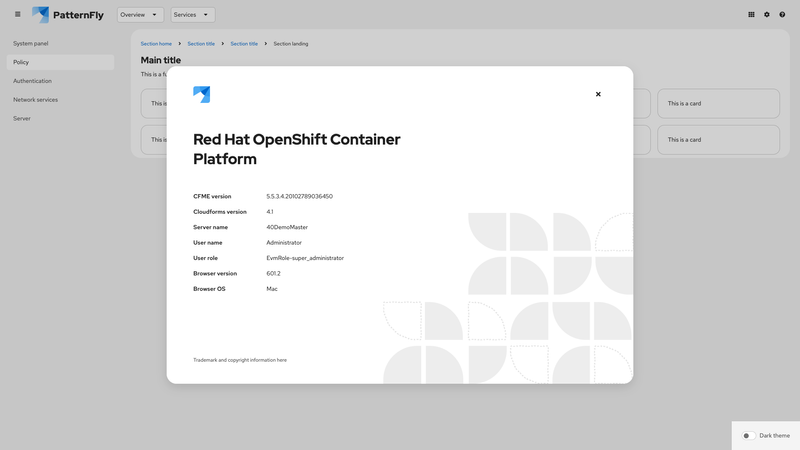 PatternFly
Overview
Services
System panel
Policy
Authentication
Network services
Server
Section home
Section title
Section title
Section landing
Main title
This is a fu
This is
This is a card
This is
This is a card
Red Hat OpenShift Container
Platform
CFME version 5.5.3.4.20102789036450
Cloudforms version 4.1
Server name 40DemoMaster
User name Administrator
User role EvmRole-super_administrator
Browser version 601.2
Browser OS Mac
Trademark and copyright information here
Dark theme